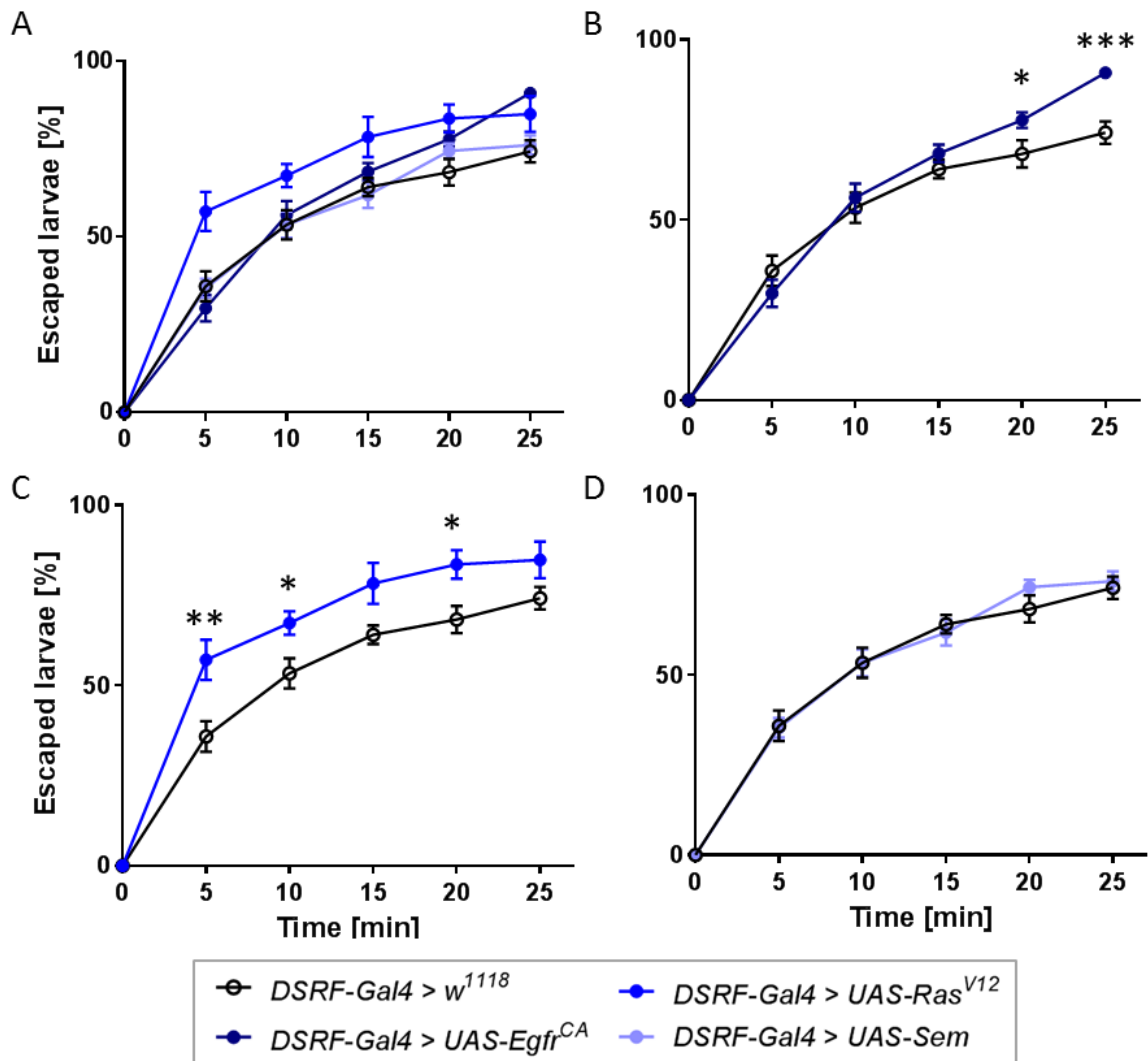 A
B
100
100
***
*
Escaped larvae [%]
50
50
0
0
0 5 10 15 20 25
0 5 10 15 20 25
C
D
100
100
*
*
**
Escaped larvae [%]
50
50
0
0
0 5 10 15 20 25
0 5 10 15 20 25
Time [min]
Time [min]
DSRF-Gal4 > w1118
DSRF-Gal4 > UAS-RasV12
DSRF-Gal4 > UAS-EgfrCA
DSRF-Gal4 > UAS-Sem